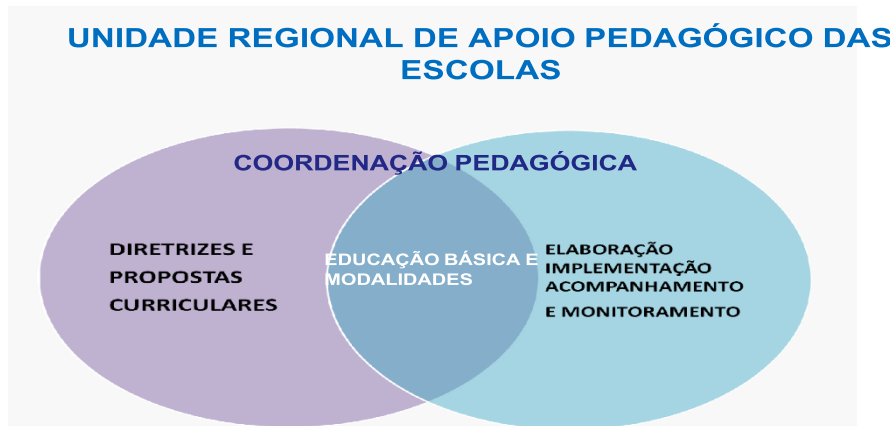 UNIDADE REGIONAL DE APOIO PEDAGÓGICO DAS
ESCOLAS
COORDENAÇÃO PEDAGÓGICA
DIRETRIZES E
PROPOSTAS
CURRICULARES
EDUCAÇÃO BÁSICA E
MODALIDADES
ELABORAÇÃO
IMPLEMENTAÇÃO
ACOMPANHAMENTO
E MONITORAMENTO